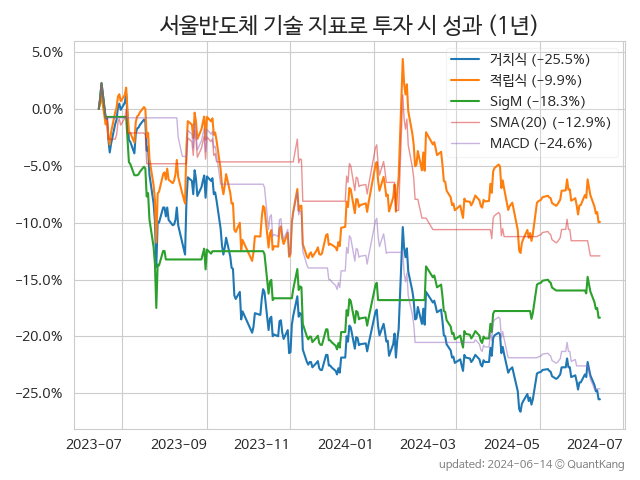 서울반도체 기술 지표로 투자 시 성과 (1년)
5.0%
0.0%
−5.0%
−10.0%
−15.0%
−20.0%
−25.0%
거치식 (−25.5%)
적립식 (−9.9%)
SigM (−18.3%)
SMA(20) (−12.9%)
MACD (−24.6%)
2023-07 2023-09 2023-11 2024-01 2024-03 2024-05 2024-07
updated: 2024-06-14 © QuantKang